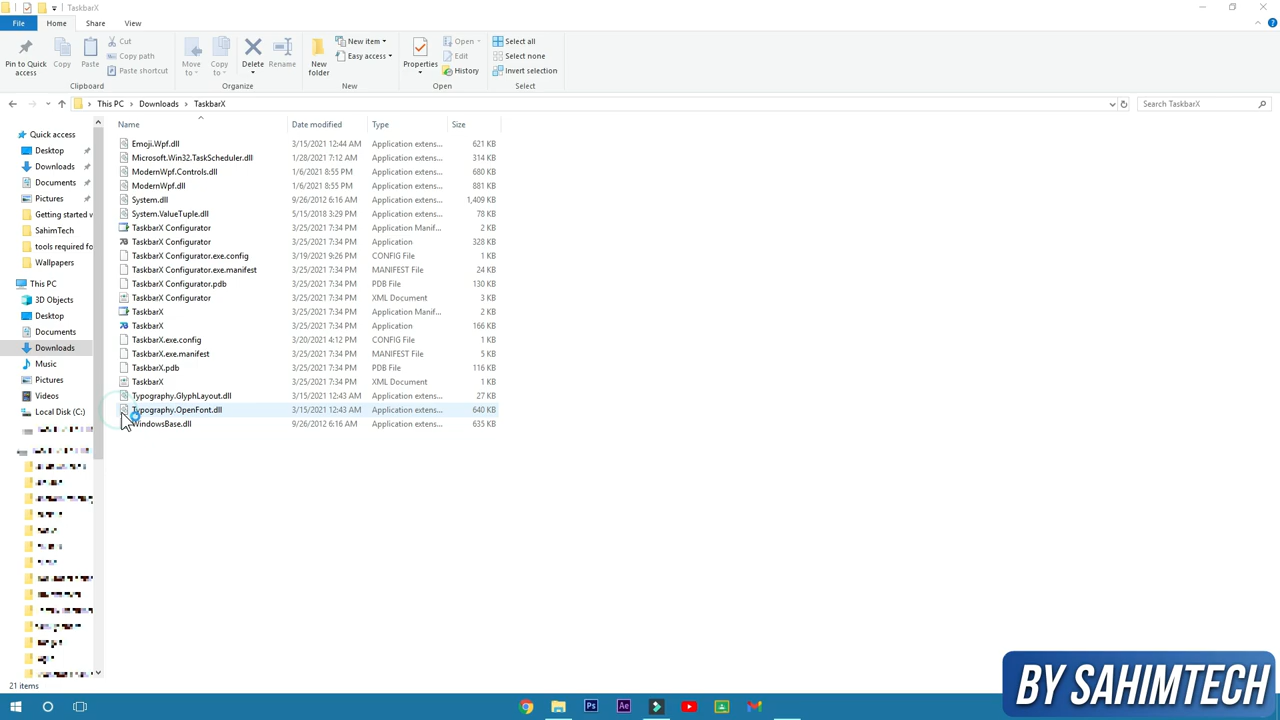 TaskbarX
File Home Share View
Pin to Quick access
Copy
Paste
Cut
Copy path
Paste shortcut
Clipboard
Move to
Copy to
Delete
Rename
Organize
New folder
New item
Easy access
New
Properties
Open
Edit
History
Open
Select all
Select none
Invert selection
Select
This PC Downloads TaskbarX
Search TaskbarX
Quick access
Desktop
Downloads
Documents
Pictures
Getting started w
SahimTech
tools required fo
Wallpapers
This PC
3D Objects
Desktop
Documents
Downloads
Music
Pictures
Videos
Local Disk (C:)
Name Date modified Type Size
Emoji.Wpf.dll 3/15/2021 12:44 AM Application extens... 621 KB
Microsoft.Win32.TaskScheduler.dll 1/28/2021 7:12 AM Application extens... 314 KB
ModernWpf.Controls.dll 1/6/2021 8:55 PM Application extens... 680 KB
ModernWpf.dll 1/6/2021 8:55 PM Application extens... 881 KB
System.dll 9/26/2012 6:16 AM Application extens... 1,409 KB
System.ValueTuple.dll 5/15/2018 3:29 PM Application extens... 78 KB
TaskbarX Configurator 3/25/2021 7:34 PM Application Manif... 2 KB
TaskbarX Configurator 3/25/2021 7:34 PM Application 328 KB
TaskbarX Configurator.exe.config 3/19/2021 9:26 PM CONFIG File 1 KB
TaskbarX Configurator.exe.manifest 3/25/2021 7:34 PM MANIFEST File 24 KB
TaskbarX Configurator.pdb 3/25/2021 7:34 PM PDB File 130 KB
TaskbarX Configurator 3/25/2021 7:34 PM XML Document 3 KB
TaskbarX 3/25/2021 7:34 PM Application Manif... 2 KB
TaskbarX 3/25/2021 7:34 PM Application 166 KB
TaskbarX.exe.config 3/20/2021 4:12 PM CONFIG File 1 KB
TaskbarX.exe.manifest 3/25/2021 7:34 PM MANIFEST File 5 KB
TaskbarX.pdb 3/25/2021 7:34 PM PDB File 116 KB
TaskbarX 3/25/2021 7:34 PM XML Document 1 KB
Typography.GlyphLayout.dll 3/15/2021 12:43 AM Application extens... 27 KB
Typography.OpenFont.dll 3/15/2021 12:43 AM Application extens... 640 KB
WindowsBase.dll 9/26/2012 6:16 AM Application extens... 635 KB
21 items
BY SAHIMTECH
Ps
Ae